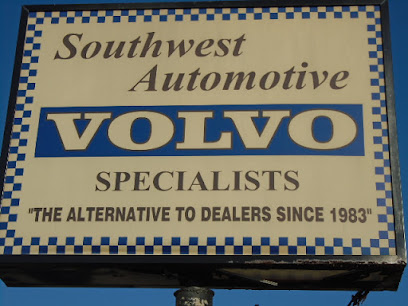 Southwest
Automotive
VOLVO
SPECIALISTS
"THE ALTERNATIVE TO DEALERS SINCE 1983"